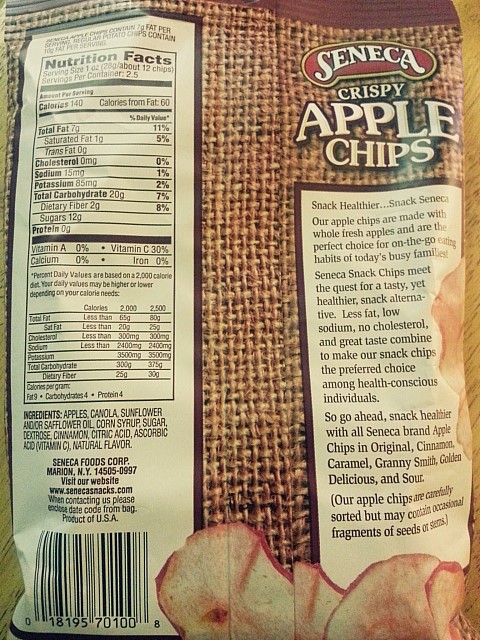 SENECA APPLE CHIPS CONTAIN 7g FAT PER
SERVING. REGULAR POTATO CHIPS CONTAIN
10g FAT PER SERVING.
Nutrition Facts
Serving Size 1 oz (28g/about 12 chips)
Servings Per Container: 2.5
Amount Per Serving
Calories 140 Calories from Fat: 60
% Daily Value*
Total Fat 7g 11%
Saturated Fat 1g 5%
Trans Fat 0g
Cholesterol 0mg 0%
Sodium 15mg 1%
Potassium 85mg 2%
Total Carbohydrate 20g 7%
Dietary Fiber 2g 8%
Sugars 12g
Protein 0g
Vitamin A 0% • Vitamin C 30%
Calcium 0% • Iron 0%
*Percent Daily Values are based on a 2,000 calorie
diet. Your daily values may be higher or lower
depending on your calorie needs:
Calories 2,000 2,500
Total Fat Less than 65g 80g
Sat Fat Less than 20g 25g
Cholesterol Less than 300mg 300mg
Sodium Less than 2400mg 2400mg
Potassium 3500mg 3500mg
Total Carbohydrate 300g 375g
Dietary Fiber 25g 30g
Calories per gram:
Fat 9 • Carbohydrates 4 • Protein 4
INGREDIENTS: APPLES, CANOLA, SUNFLOWER
AND/OR SAFFLOWER OIL, CORN SYRUP, SUGAR,
DEXTROSE, CINNAMON, CITRIC ACID, ASCORBIC
ACID (VITAMIN C), NATURAL FLAVOR.
SENECA FOODS CORP.
MARION, N.Y. 14505-0997
Visit our website
www.senecasnacks.com
When contacting us please
enclose date code from bag.
Product of U.S.A.
0 18195 70100 8
SENECA
CRISPY
APPLE
CHIPS
Snack Healthier...Snack Seneca
Our apple chips are made with
whole fresh apples and are the
perfect choice for on-the-go eating
habits of today's busy families!
Seneca Snack Chips meet
the quest for a tasty, yet
healthier, snack alterna-
tive. Less fat, low
sodium, no cholesterol,
and great taste combine
to make our snack chips
the preferred choice
among health-conscious
individuals.
So go ahead, snack healthier
with all Seneca brand Apple
Chips in Original, Cinnamon,
Caramel, Granny Smith, Golden
Delicious, and Sour.
(Our apple chips are carefully
sorted but may contain occasional
fragments of seeds or stems.)